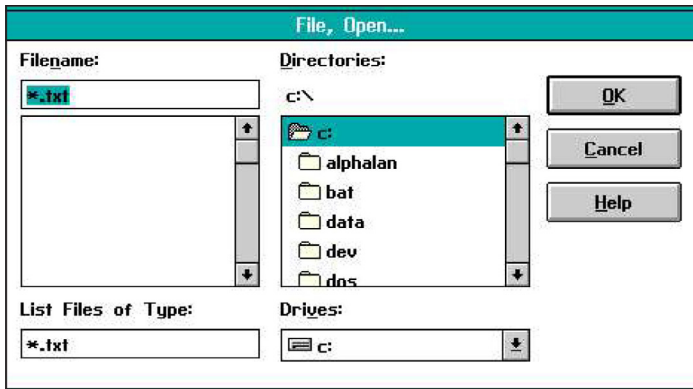 File, Open...
Filename:
*.txt
List Files of Type:
*.txt
Directories:
c:\
c:
alphalan
bat
data
dev
dos
Drives:
c:
OK
Cancel
Help